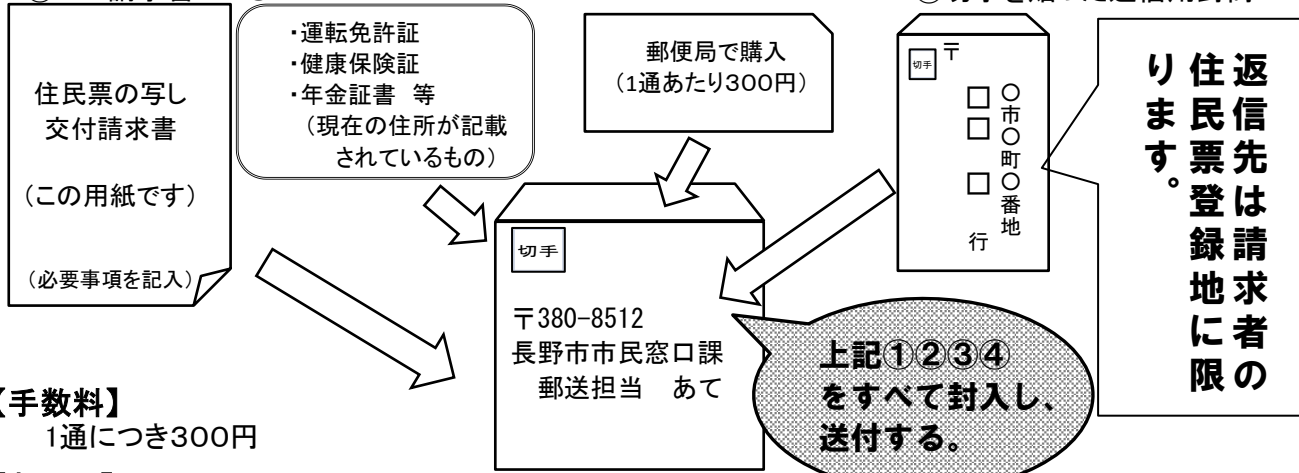 住民票の写し
交付請求書
（この用紙です）
（必要事項を記入）
・運転免許証
・健康保険証
・年金証書 等
（現在の住所が記載
されているもの）
郵便局で購入
（1通あたり300円）
切手
〒
〇市〇町〇番地
□□ □ 行
返信先は請求者の
住民票登録地に限
ります。
切手
〒380-8512
長野市市民窓口課
郵送担当 あて
上記①②③④
をすべて封入し、
送付する。
【手数料】
1通につき300円